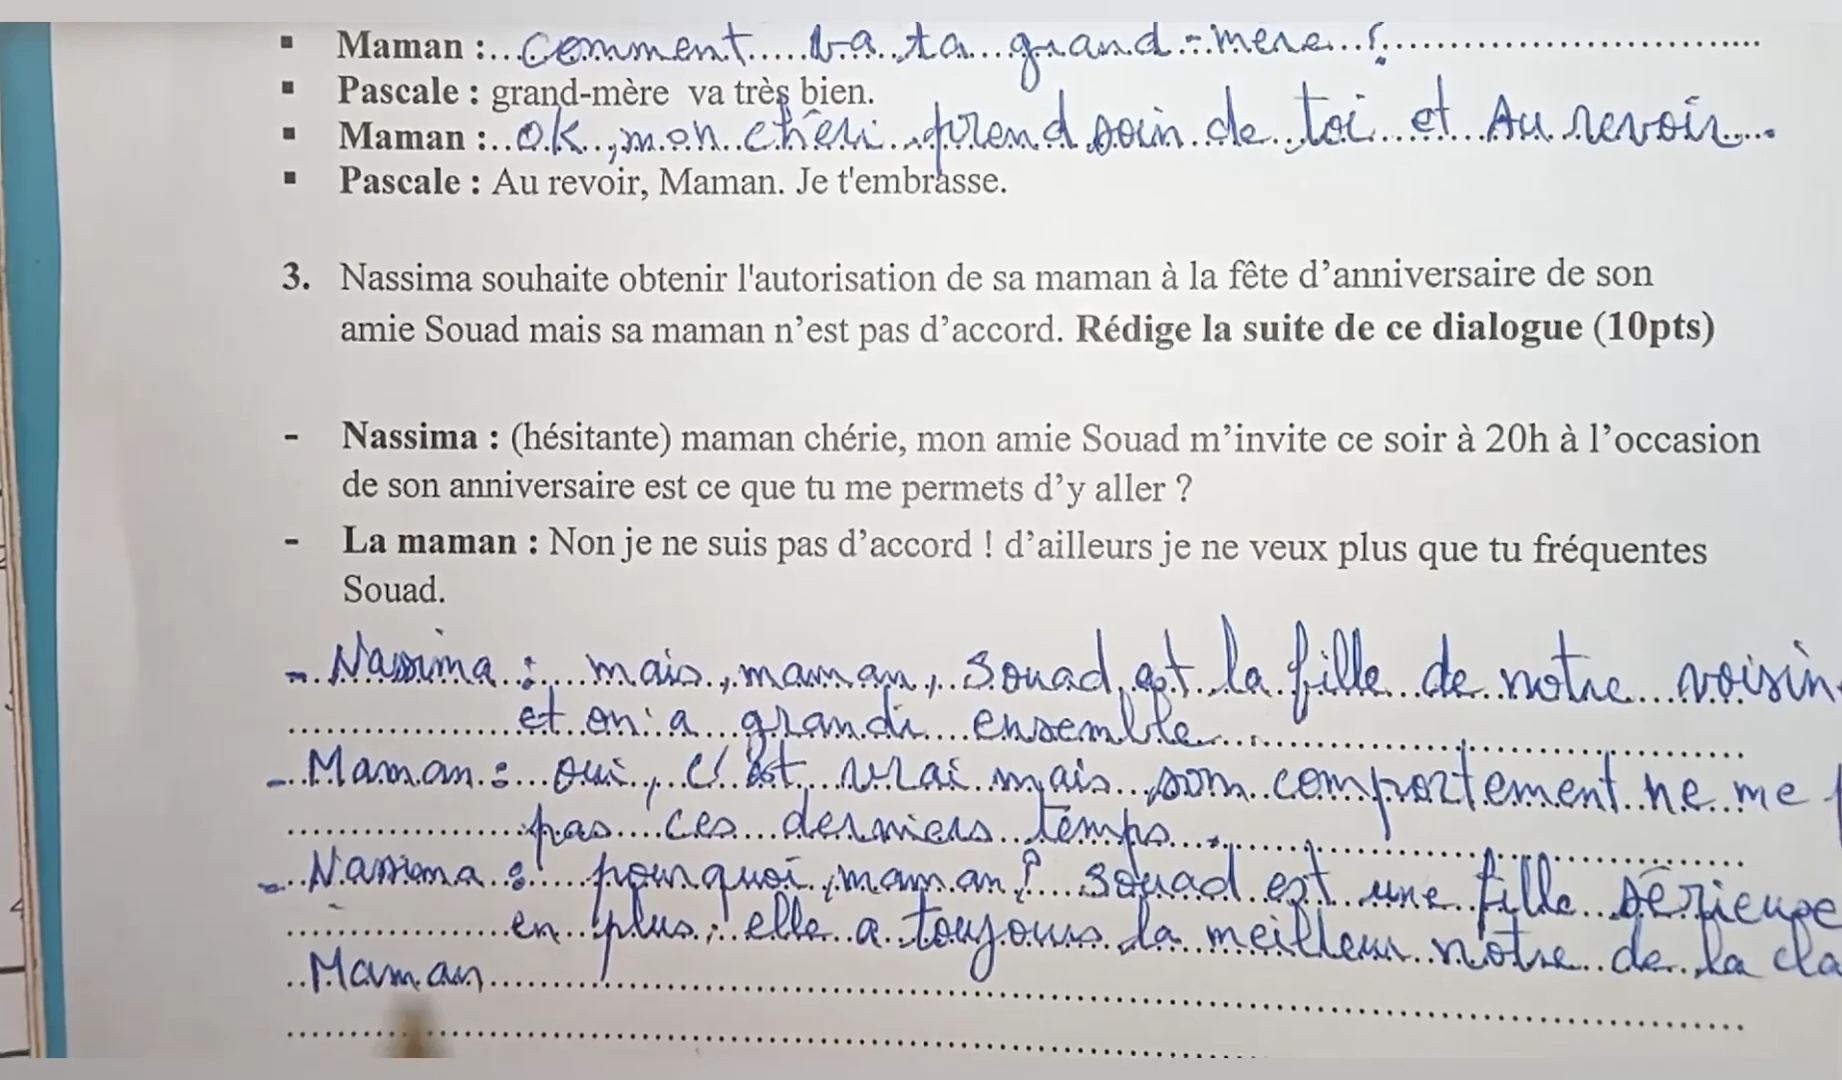 ▪ Maman :...comment.....va..ta...grand-mère..?
▪ Pascale : grand-mère va très bien.
▪ Maman :..ok..,mon..chéri..prend soin.de..toi..et...Au revoir....
▪ Pascale : Au revoir, Maman. Je t'embrasse.
3. Nassima souhaite obtenir l'autorisation de sa maman à la fête d’anniversaire de son
amie Souad mais sa maman n’est pas d’accord. Rédige la suite de ce dialogue (10pts)
- Nassima : (hésitante) maman chérie, mon amie Souad m’invite ce soir à 20h à l’occasion
de son anniversaire est ce que tu me permets d’y aller ?
- La maman : Non je ne suis pas d’accord ! d’ailleurs je ne veux plus que tu fréquentes
Souad.
- Nassima : mais, maman, Souad est la fille de notre voisin
et on a grandi ensemble
- Maman : oui, c'est vrai mais son comportement ne me
pas ces derniers temps.
- Nassima : pourquoi, maman ? Souad est une fille sérieuse
en plus, elle a toujours la meilleur notre de la cla
Maman